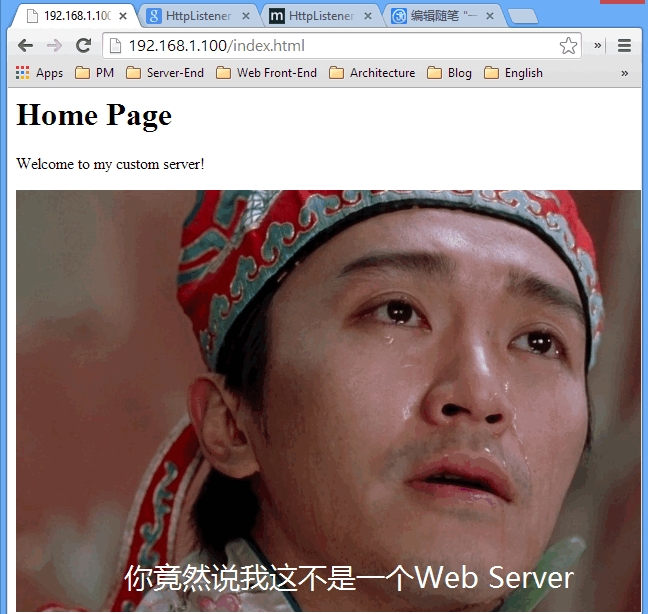 192.168.1.100
HttpListener
HttpListener
编辑随笔 "一
192.168.1.100/index.html
Apps PM Server-End Web Front-End Architecture Blog English
Home Page
Welcome to my custom server!
你竟然说我这不是一个Web Server